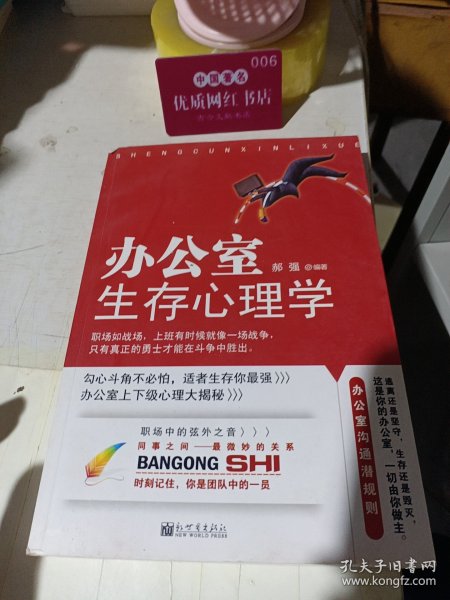 006
中国著名
优质网红书店
SHENGCUNXINLIXUE
办公室
郝强 ◎编著
生存心理学
职场如战场，上班有时候就像一场战争，
只有真正的勇士才能在斗争中胜出。
勾心斗角不必怕，适者生存你最强〉〉〉
办公室上下级心理大揭秘〉〉〉
职场中的弦外之音〉〉〉
同事之间——最微妙的关系
BANGONG SHI
时刻记住，你是团队中的一员
新世界出版社
NEW WORLD PRESS
办公室沟通潜规则
逃离还是坚守，生存还是毁灭，
这是你的办公室，一切由你做主。
孔夫子旧书网
www.kongfz.com